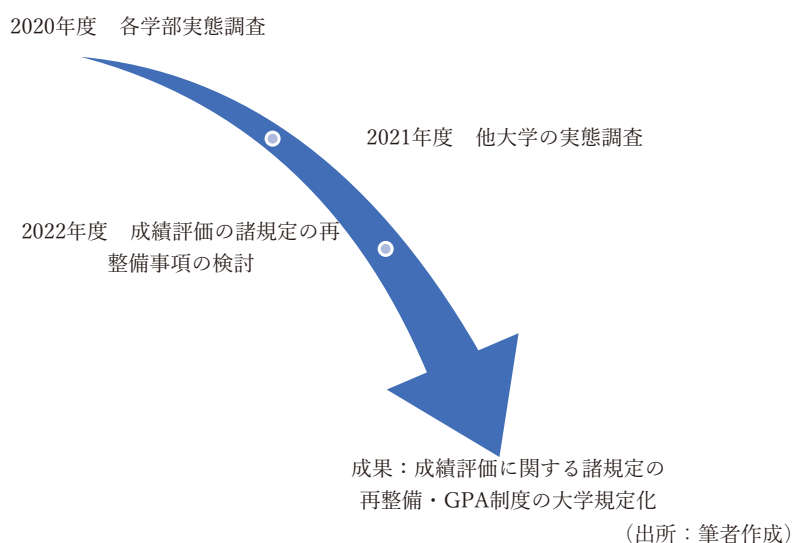 2020年度　各学部実態調査
2021年度　他大学の実態調査
2022年度　成績評価の諸規定の再
整備事項の検討
成果：成績評価に関する諸規定の
再整備・GPA制度の大学規定化
（出所：筆者作成）